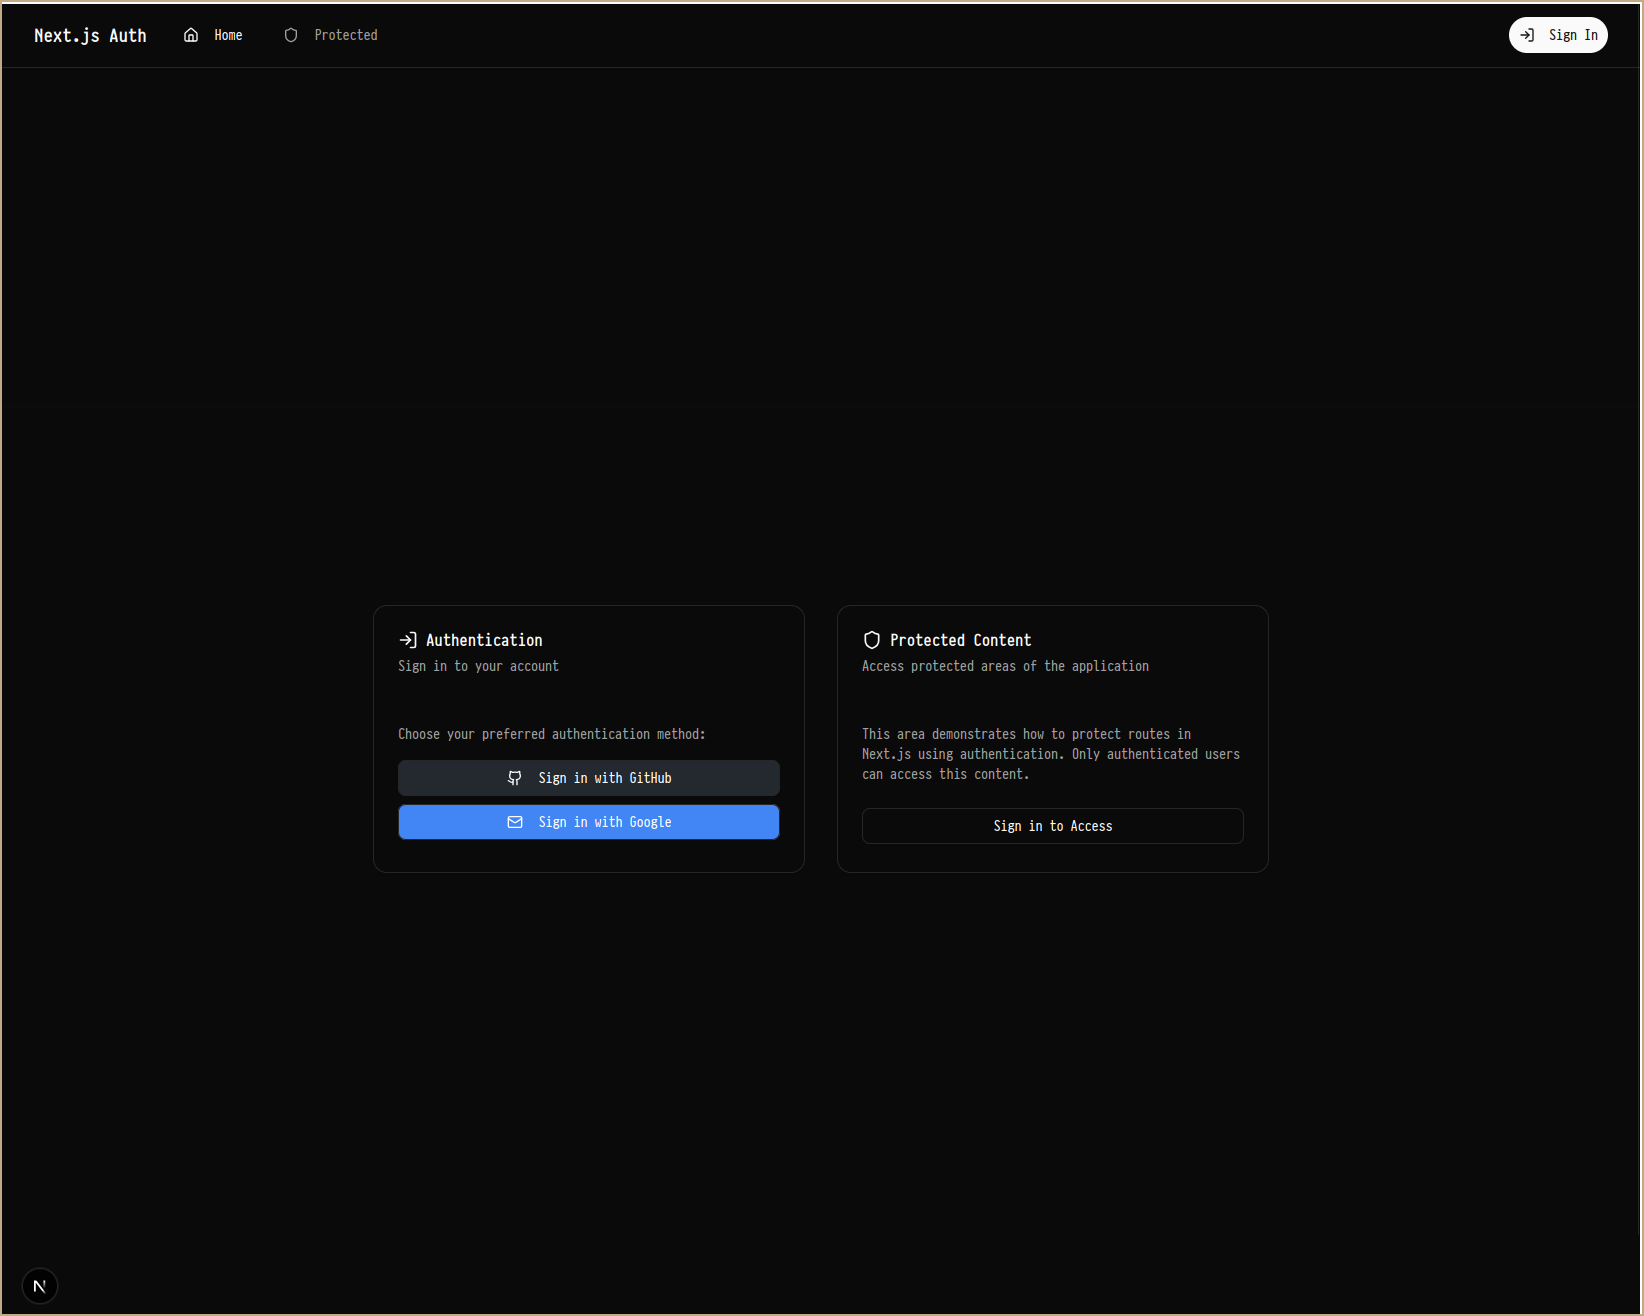 Next.js Auth
Home
Protected
Sign In
Authentication
Sign in to your account
Choose your preferred authentication method:
Sign in with GitHub
Sign in with Google
Protected Content
Access protected areas of the application
This area demonstrates how to protect routes in
Next.js using authentication. Only authenticated users
can access this content.
Sign in to Access
N